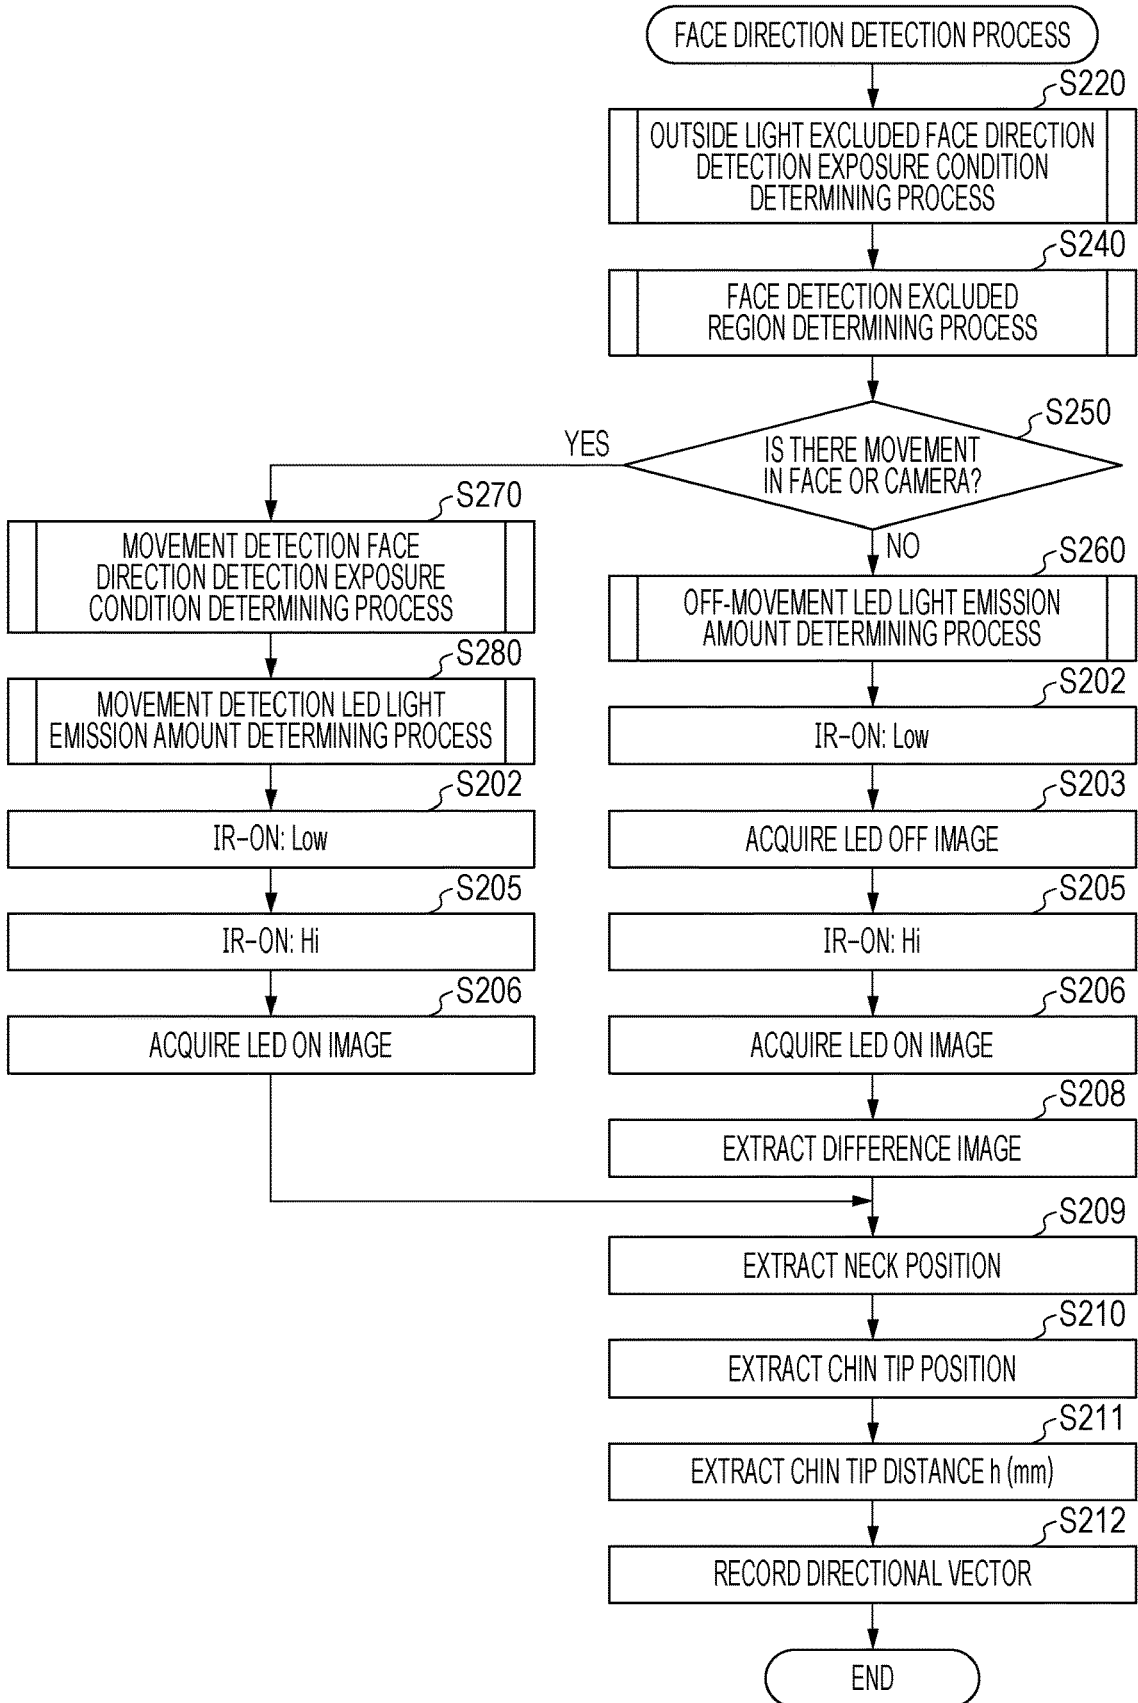 FACE DIRECTION DETECTION PROCESS
S220
OUTSIDE LIGHT EXCLUDED FACE DIRECTION
DETECTION EXPOSURE CONDITION
DETERMINING PROCESS
S240
FACE DETECTION EXCLUDED
REGION DETERMINING PROCESS
S250
IS THERE MOVEMENT
IN FACE OR CAMERA?
YES
S270
MOVEMENT DETECTION FACE
DIRECTION DETECTION EXPOSURE
CONDITION DETERMINING PROCESS
S280
MOVEMENT DETECTION LED LIGHT
EMISSION AMOUNT DETERMINING PROCESS
S202
IR-ON: Low
S205
IR-ON: Hi
S206
ACQUIRE LED ON IMAGE
NO
S260
OFF-MOVEMENT LED LIGHT EMISSION
AMOUNT DETERMINING PROCESS
S202
IR-ON: Low
S203
ACQUIRE LED OFF IMAGE
S205
IR-ON: Hi
S206
ACQUIRE LED ON IMAGE
S208
EXTRACT DIFFERENCE IMAGE
S209
EXTRACT NECK POSITION
S210
EXTRACT CHIN TIP POSITION
S211
EXTRACT CHIN TIP DISTANCE h (mm)
S212
RECORD DIRECTIONAL VECTOR
END